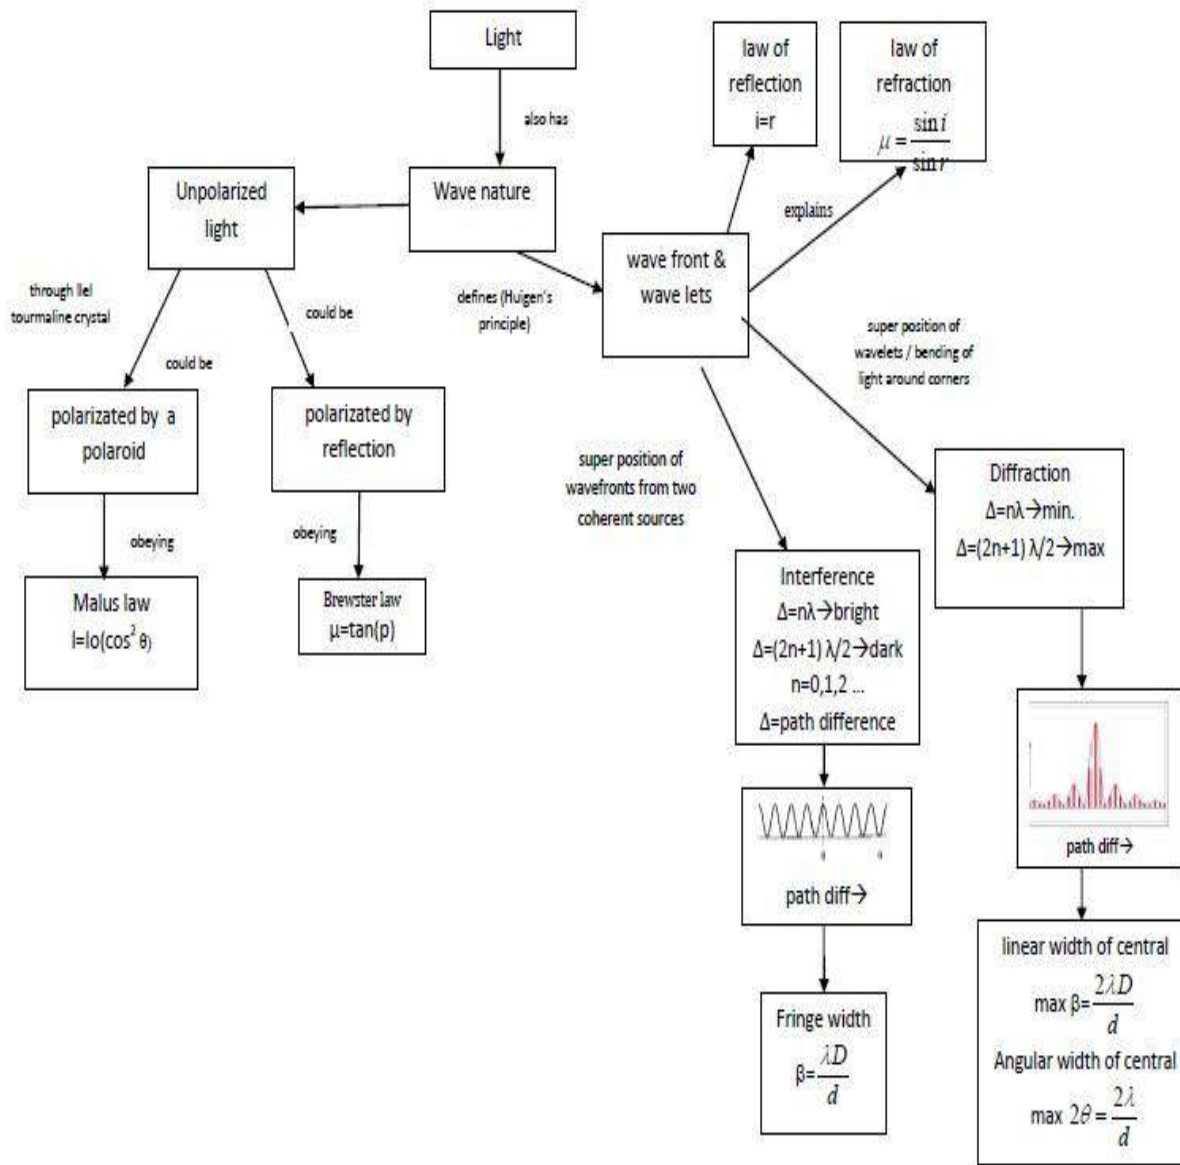 Light
also has
Wave nature
law of
reflection
i=r
law of
refraction
μ = sin i / sin r
explains
Unpolarized
light
defines (Huigen's
principle)
wave front &
wave lets
through llel
tourmaline crystal
could be
could be
polarizated by a
polaroid
polarizated by
reflection
obeying
obeying
Malus law
I=Io(cos² θ)
Brewster law
μ=tan(p)
super position of
wavelets / bending of
light around corners
super position of
wavefronts from two
coherent sources
Diffraction
Δ=nλ→min.
Δ=(2n+1) λ/2→max
Interference
Δ=nλ→bright
Δ=(2n+1) λ/2→dark
n=0,1,2 ...
Δ=path difference
path diff→
path diff→
Fringe width
β= λD / d
linear width of central
max β= 2λD / d
Angular width of central
max 2θ = 2λ / d